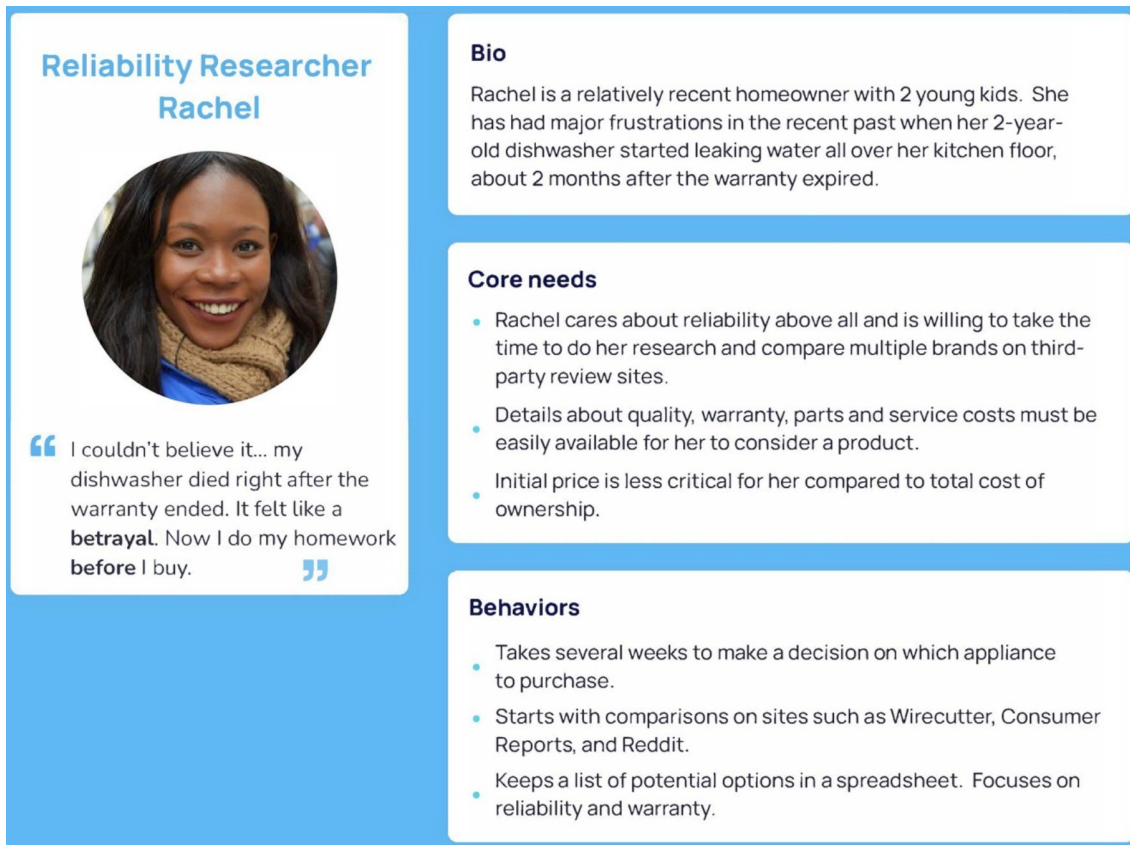 Reliability Researcher
Rachel
“
I couldn't believe it... my
dishwasher died right after the
warranty ended. It felt like a
betrayal. Now I do my homework
before I buy.
”
Bio
Rachel is a relatively recent homeowner with 2 young kids. She
has had major frustrations in the recent past when her 2-year-
old dishwasher started leaking water all over her kitchen floor,
about 2 months after the warranty expired.
Core needs
• Rachel cares about reliability above all and is willing to take the
time to do her research and compare multiple brands on third-
party review sites.
• Details about quality, warranty, parts and service costs must be
easily available for her to consider a product.
• Initial price is less critical for her compared to total cost of
ownership.
Behaviors
• Takes several weeks to make a decision on which appliance
to purchase.
• Starts with comparisons on sites such as Wirecutter, Consumer
Reports, and Reddit.
• Keeps a list of potential options in a spreadsheet. Focuses on
reliability and warranty.